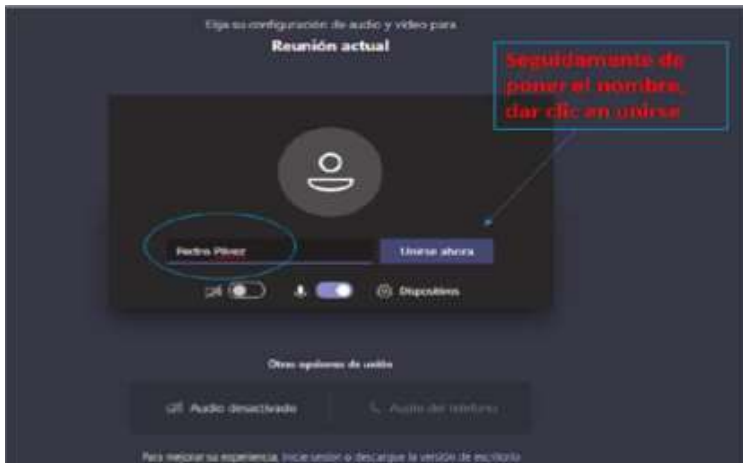 Elija su configuración de audio y vídeo para
Reunión actual
Seguidamente de
poner el nombre,
dar clic en unirse
Pedro Pérez
Unirse ahora
Dispositivos
Otras opciones de unión
Audio desactivado
Audio del teléfono
Para mejorar su experiencia, inicie sesión o descargue la versión de escritorio